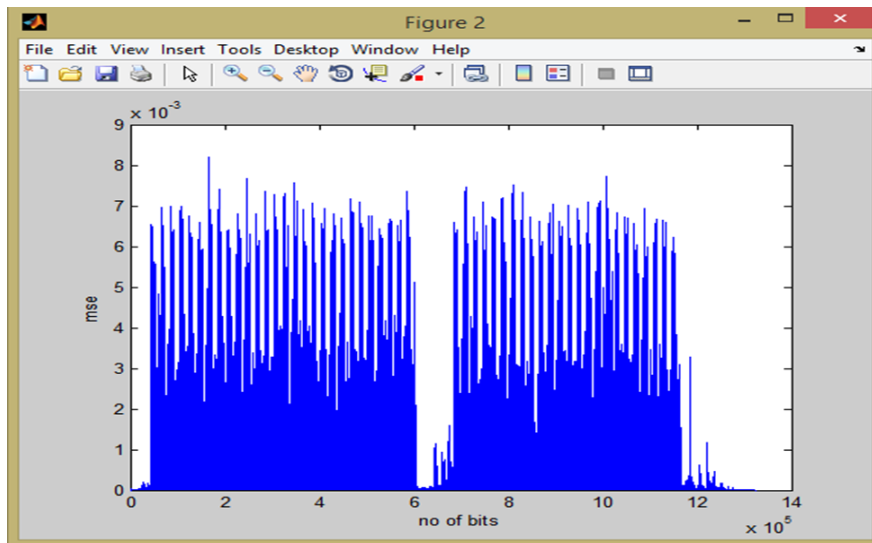 Figure 2
File Edit View Insert Tools Desktop Window Help
x 10^-3
9
8
7
6
5
4
3
2
1
0
mse
0 2 4 6 8 10 12 14
no of bits
x 10^5